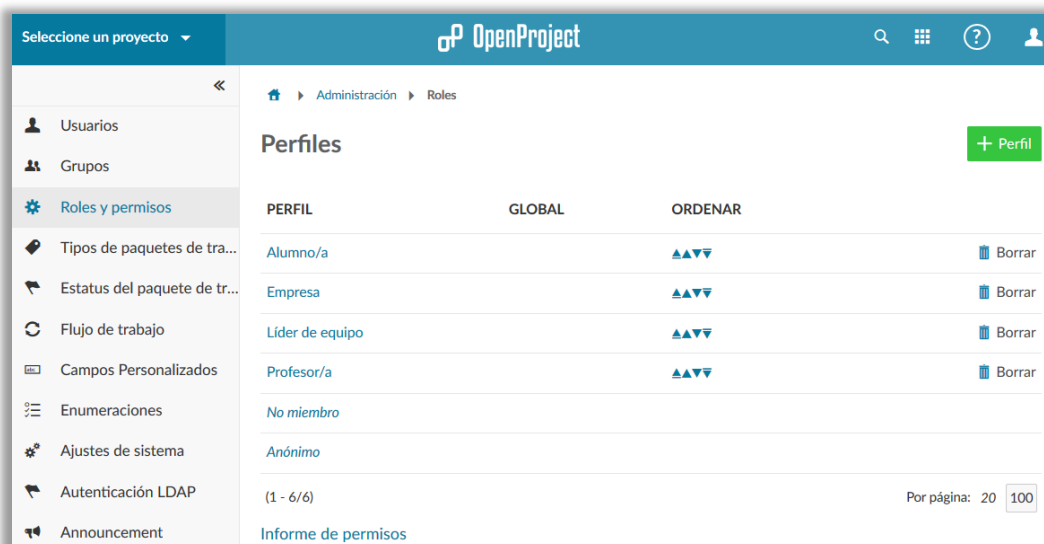 Seleccione un proyecto
OpenProject
?
«
Administración Roles
Usuarios
Grupos
Roles y permisos
Tipos de paquetes de tra...
Estatus del paquete de tr...
Flujo de trabajo
Campos Personalizados
Enumeraciones
Ajustes de sistema
Autenticación LDAP
Announcement
Perfiles
+ Perfil
PERFIL GLOBAL ORDENAR
Alumno/a Borrar
Empresa Borrar
Líder de equipo Borrar
Profesor/a Borrar
No miembro
Anónimo
(1 - 6/6) Por página: 20 100
Informe de permisos